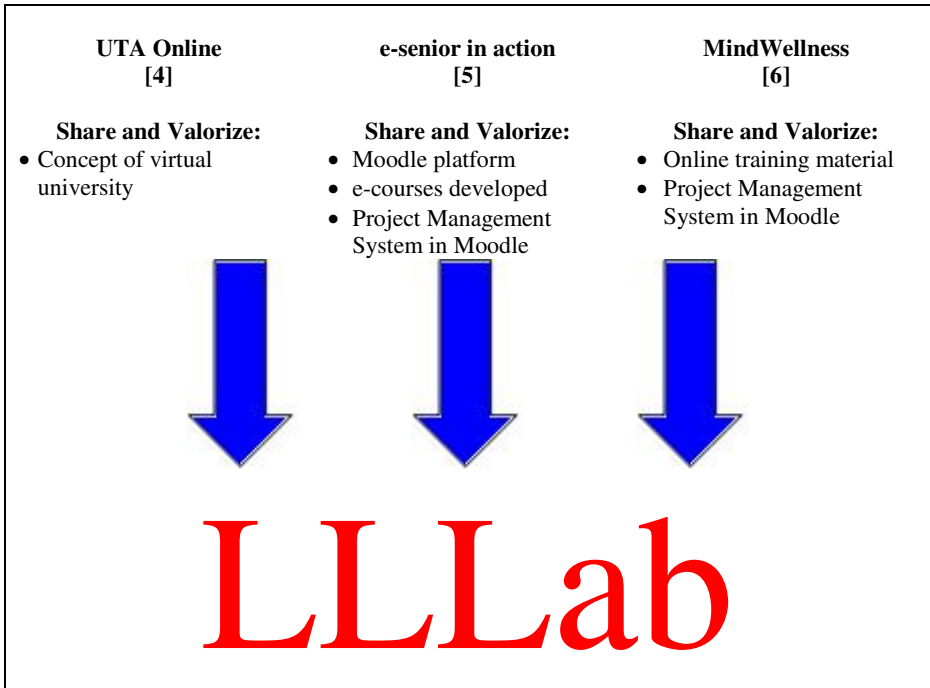 UTA Online
[4]
Share and Valorize:
• Concept of virtual
university
e-senior in action
[5]
Share and Valorize:
• Moodle platform
• e-courses developed
• Project Management
System in Moodle
MindWellness
[6]
Share and Valorize:
• Online training material
• Project Management
System in Moodle
LLLab